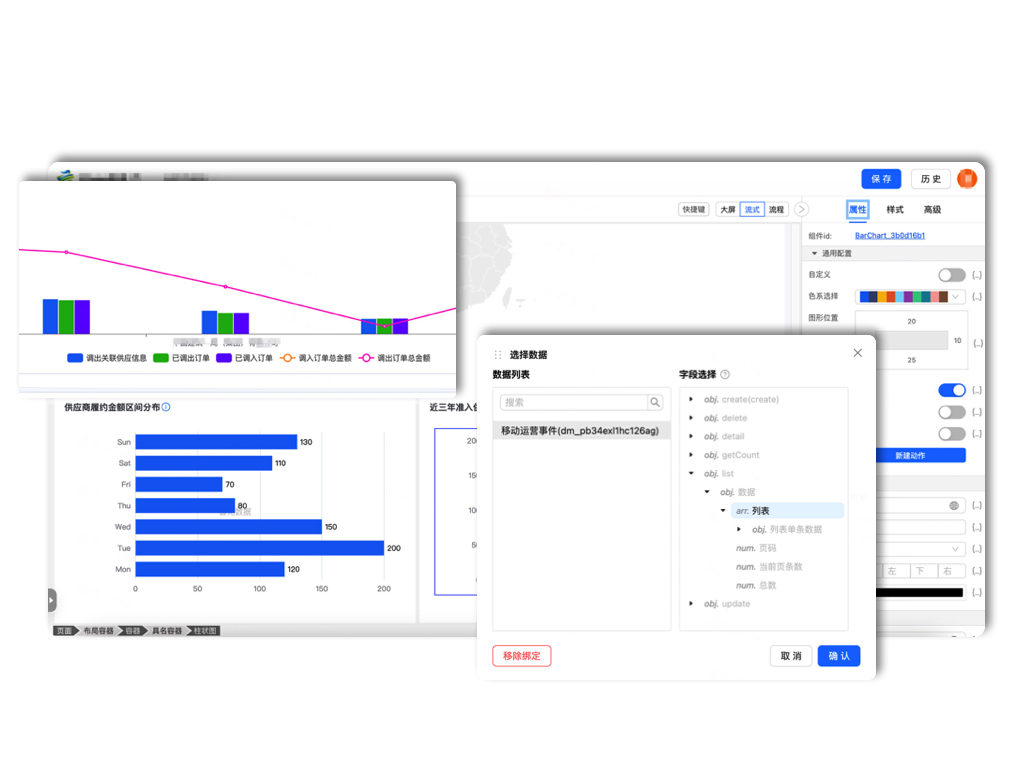 保 存
历 史
快捷键
大屏
流式
流程
属性
样式
高级
组件id:
BarChart_3b0d16b1
通用配置
自定义
{..}
色系选择
{..}
图形位置
20
10
{..}
25
{..}
{..}
{..}
新建动作
{..}
{..}
{..}
左
下
右
{..}
{..}
调出关联供应信息
已调出订单
已调入订单
调入订单总金额
调出订单总金额
供应商履约金额区间分布
Sun
130
Sat
110
Fri
70
Thu
80
Wed
150
Tue
200
Mon
120
0
50
100
150
200
页面
布局容器
容器
具名容器
柱状图
选择数据
数据列表
搜索
移动运营事件(dm_pb34exl1hc126ag)
字段选择
obj. create(create)
obj. delete
obj. detail
obj. getCount
obj. list
obj. 数据
arr. 列表
obj. 列表单条数据
num. 页码
num. 当前页条数
num. 总数
obj. update
移除绑定
取 消
确 认